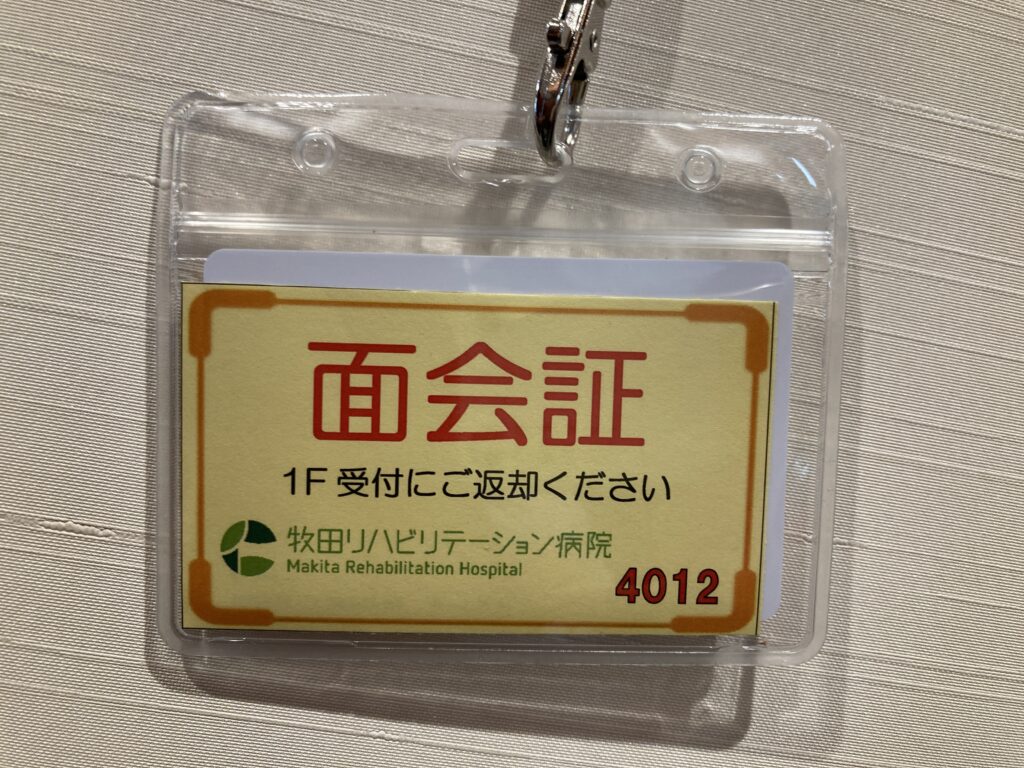 面会証
1F 受付にご返却ください
牧田リハビリテーション病院
Makita Rehabilitation Hospital
4012